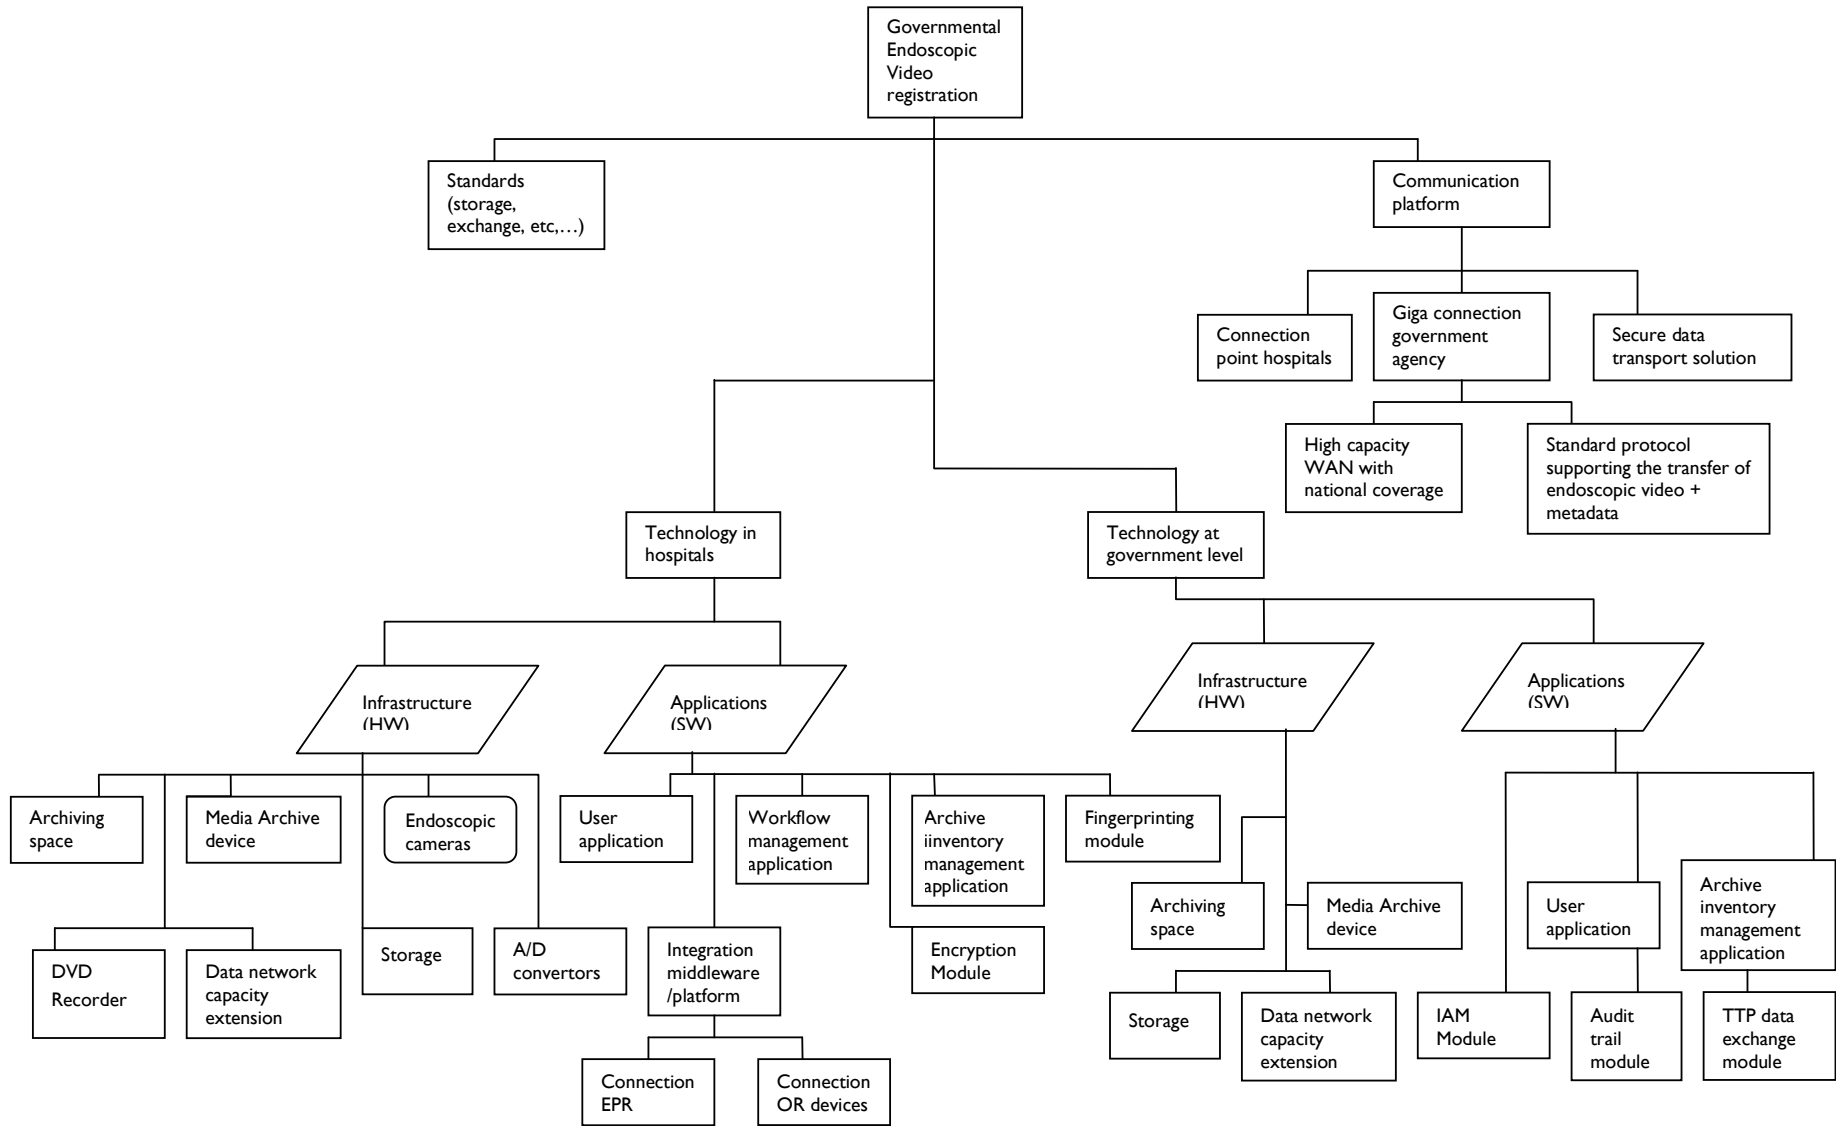 Governmental
Endoscopic
Video
registration
Standards
(storage,
exchange, etc,…)
Communication
platform
Connection
point hospitals
Giga connection
government
agency
Secure data
transport solution
High capacity
WAN with
national coverage
Standard protocol
supporting the transfer of
endoscopic video +
metadata
Technology in
hospitals
Technology at
government level
Infrastructure
(HW)
Applications
(SW)
Infrastructure
(HW)
Applications
(SW)
Archiving
space
Media Archive
device
Endoscopic
cameras
User
application
Workflow
management
application
Archive
iinventory
management
application
Fingerprinting
module
DVD
Recorder
Data network
capacity
extension
Storage
A/D
convertors
Integration
middleware
/platform
Encryption
Module
Connection
EPR
Connection
OR devices
Archiving
space
Media Archive
device
User
application
Archive
inventory
management
application
Storage
Data network
capacity
extension
IAM
Module
Audit
trail
module
TTP data
exchange
module